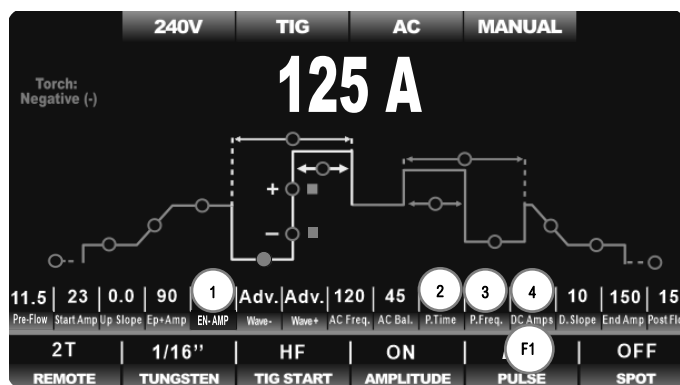 240V TIG AC MANUAL
125 A
Torch:
Negative (-)
+
−
11.5 | 23 | 0.0 | 90 | 1 | Adv. | Adv. | 120 | 45 | 2 | 3 | 4 | 10 | 150 | 15
Pre-Flow Start Amp Up Slope Ep+Amp EN- AMP Wave- Wave+ AC Freq. AC Bal. P.Time P.Freq. DC Amps D. Slope End Amp Post Flo
2T | 1/16’’ | HF | ON | F1 | OFF
REMOTE TUNGSTEN TIG START AMPLITUDE PULSE SPOT